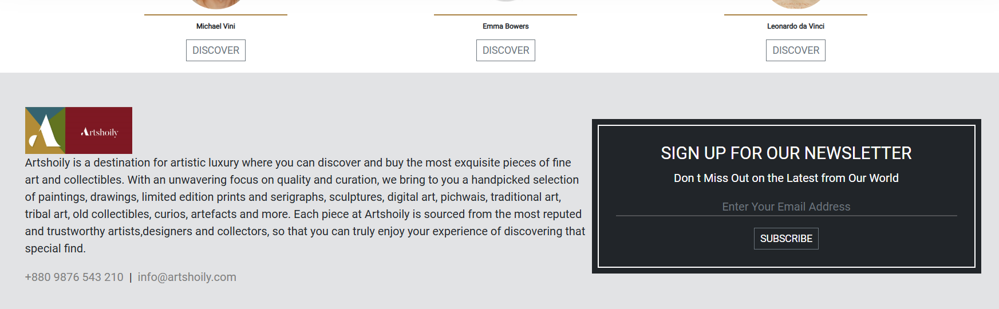 Michael Vini
Emma Bowers
Leonardo da Vinci
DISCOVER
DISCOVER
DISCOVER
Artshoily
Artshoily is a destination for artistic luxury where you can discover and buy the most exquisite pieces of fine
art and collectibles. With an unwavering focus on quality and curation, we bring to you a handpicked selection
of paintings, drawings, limited edition prints and serigraphs, sculptures, digital art, pichwais, traditional art,
tribal art, old collectibles, curios, artefacts and more. Each piece at Artshoily is sourced from the most reputed
and trustworthy artists,designers and collectors, so that you can truly enjoy your experience of discovering that
special find.
+880 9876 543 210 | info@artshoily.com
SIGN UP FOR OUR NEWSLETTER
Don t Miss Out on the Latest from Our World
Enter Your Email Address
SUBSCRIBE